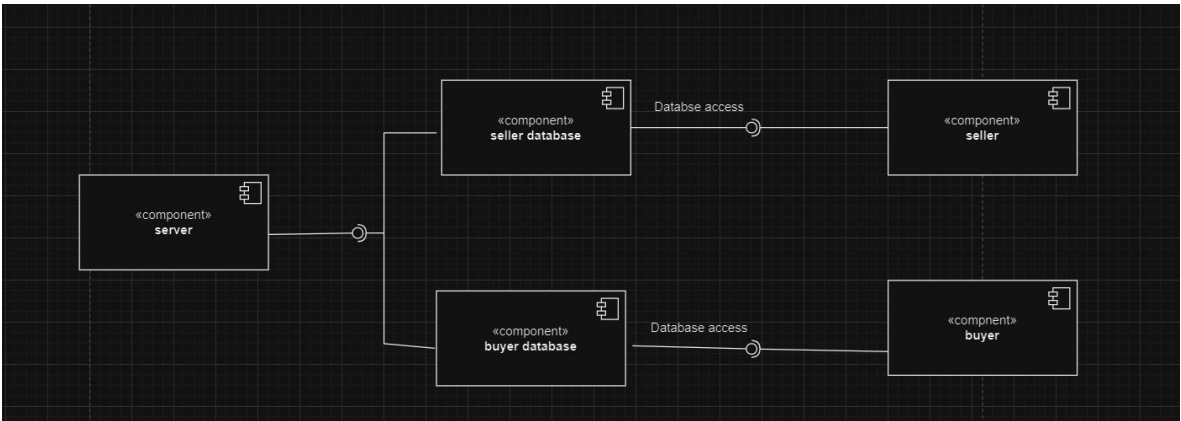 «component»
seller database
Databse access
«component»
seller
«component»
server
«component»
buyer database
Database access
«compnent»
buyer